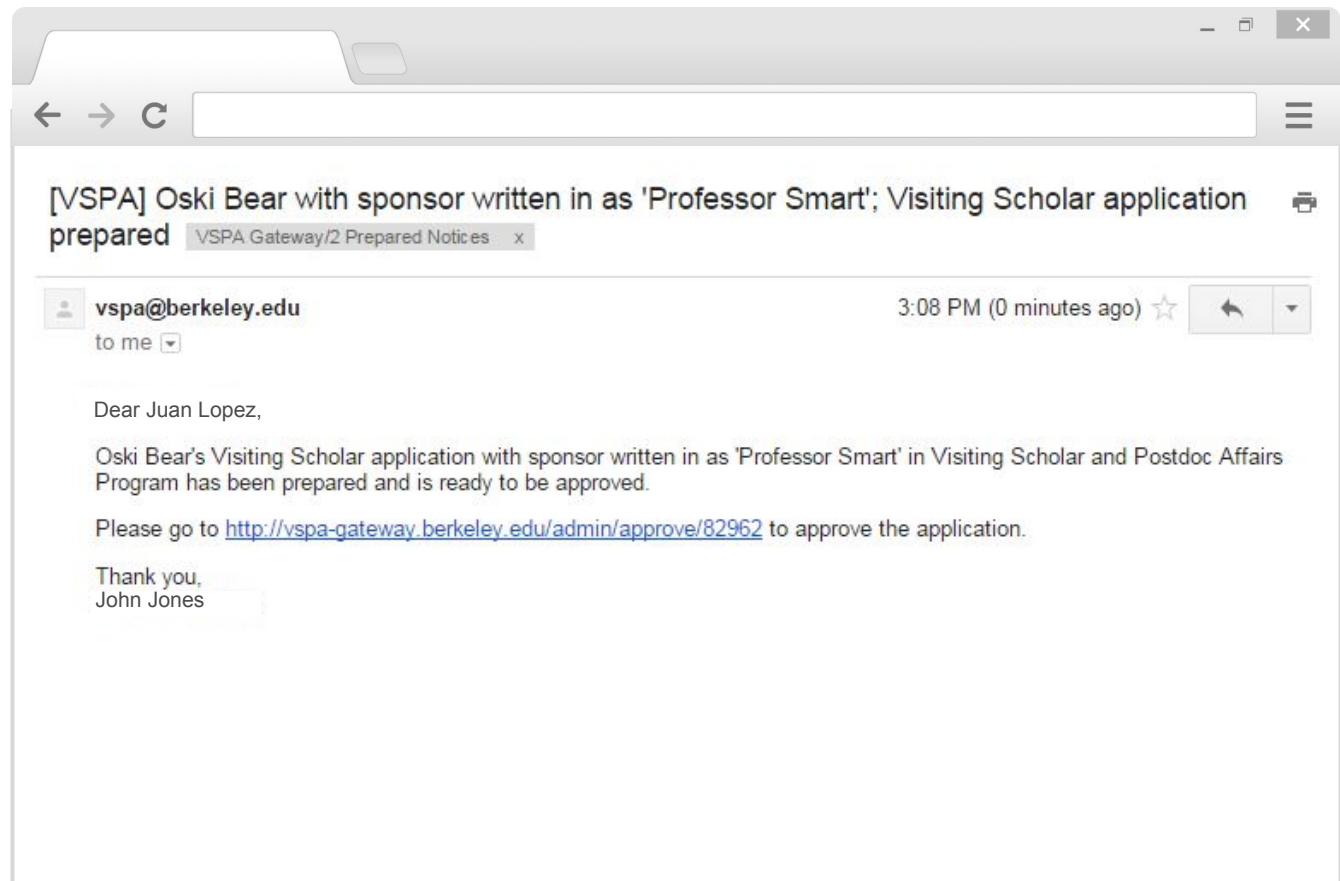 [VSPA] Oski Bear with sponsor written in as 'Professor Smart'; Visiting Scholar application
prepared VSPA Gateway/2 Prepared Notices x
vspa@berkeley.edu 3:08 PM (0 minutes ago)
to me
Dear Juan Lopez,
Oski Bear's Visiting Scholar application with sponsor written in as 'Professor Smart' in Visiting Scholar and Postdoc Affairs
Program has been prepared and is ready to be approved.
Please go to http://vspa-gateway.berkeley.edu/admin/approve/82962 to approve the application.
Thank you,
John Jones